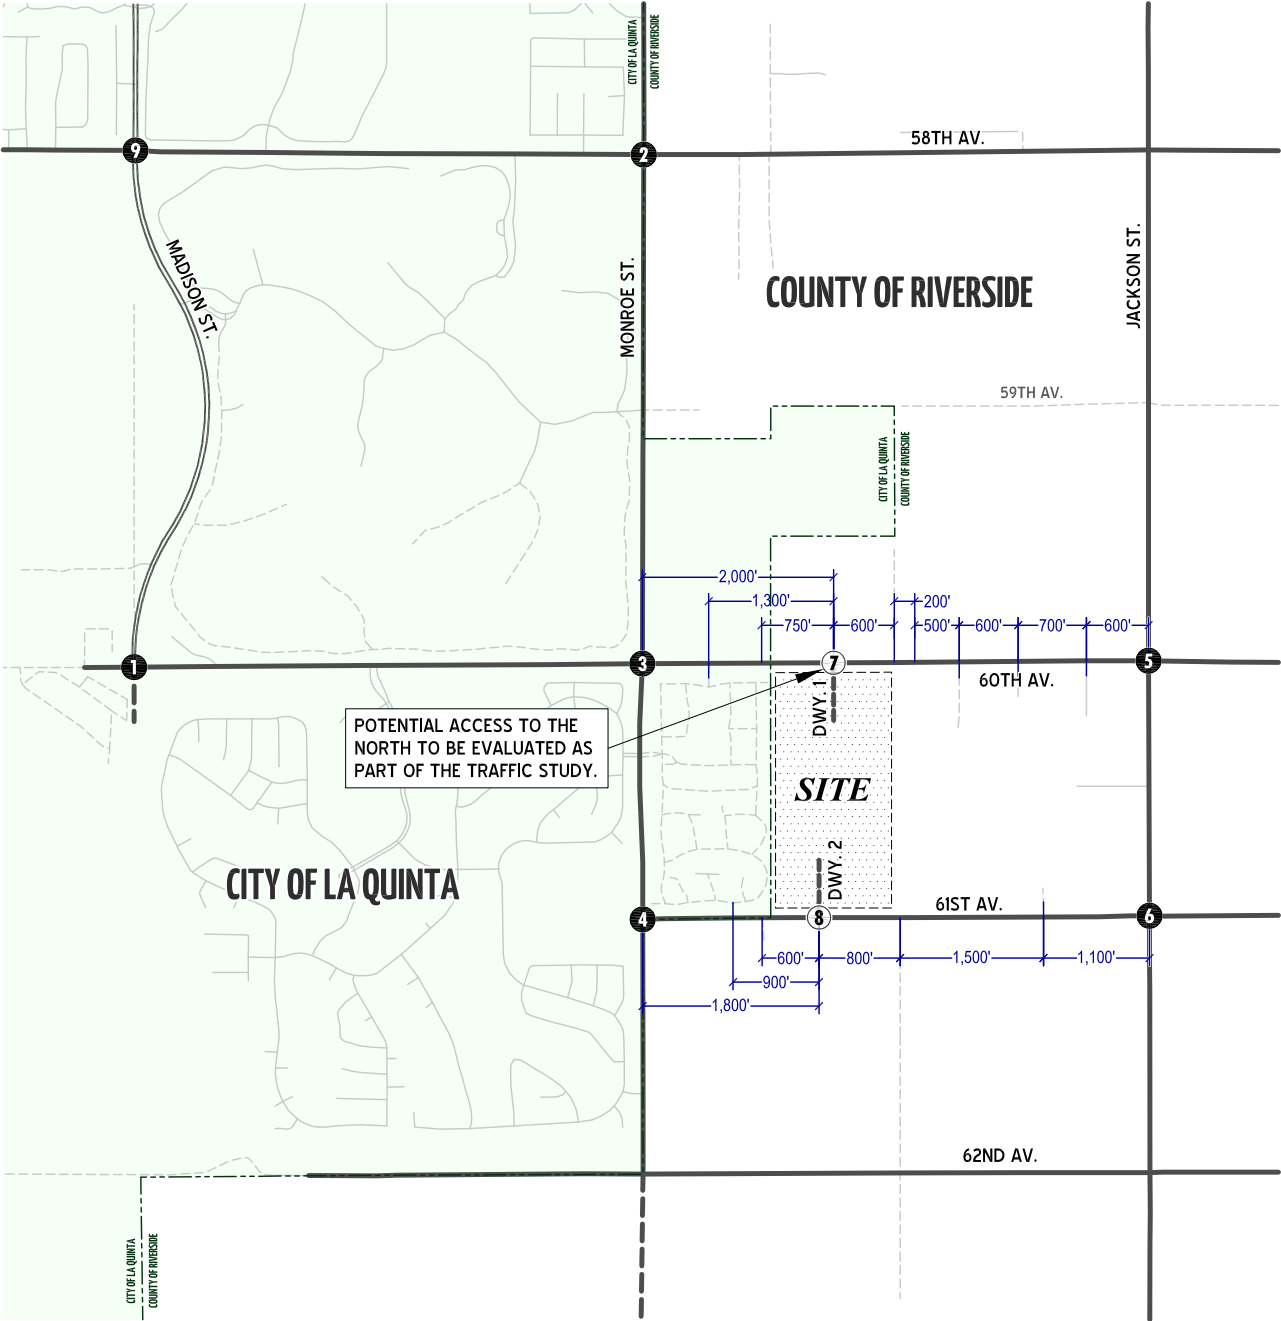 CITY OF LA QUINTA
COUNTY OF RIVERSIDE
9
2
58TH AV.
MADISON ST.
MONROE ST.
JACKSON ST.
COUNTY OF RIVERSIDE
59TH AV.
CITY OF LA QUINTA
COUNTY OF RIVERSIDE
2,000'
1,300'
200'
750'
600'
500'
600'
700'
600'
1
3
7
5
60TH AV.
DWY. 1
POTENTIAL ACCESS TO THE
NORTH TO BE EVALUATED AS
PART OF THE TRAFFIC STUDY.
SITE
DWY. 2
CITY OF LA QUINTA
61ST AV.
4
8
6
600'
800'
1,500'
1,100'
900'
1,800'
62ND AV.
CITY OF LA QUINTA
COUNTY OF RIVERSIDE